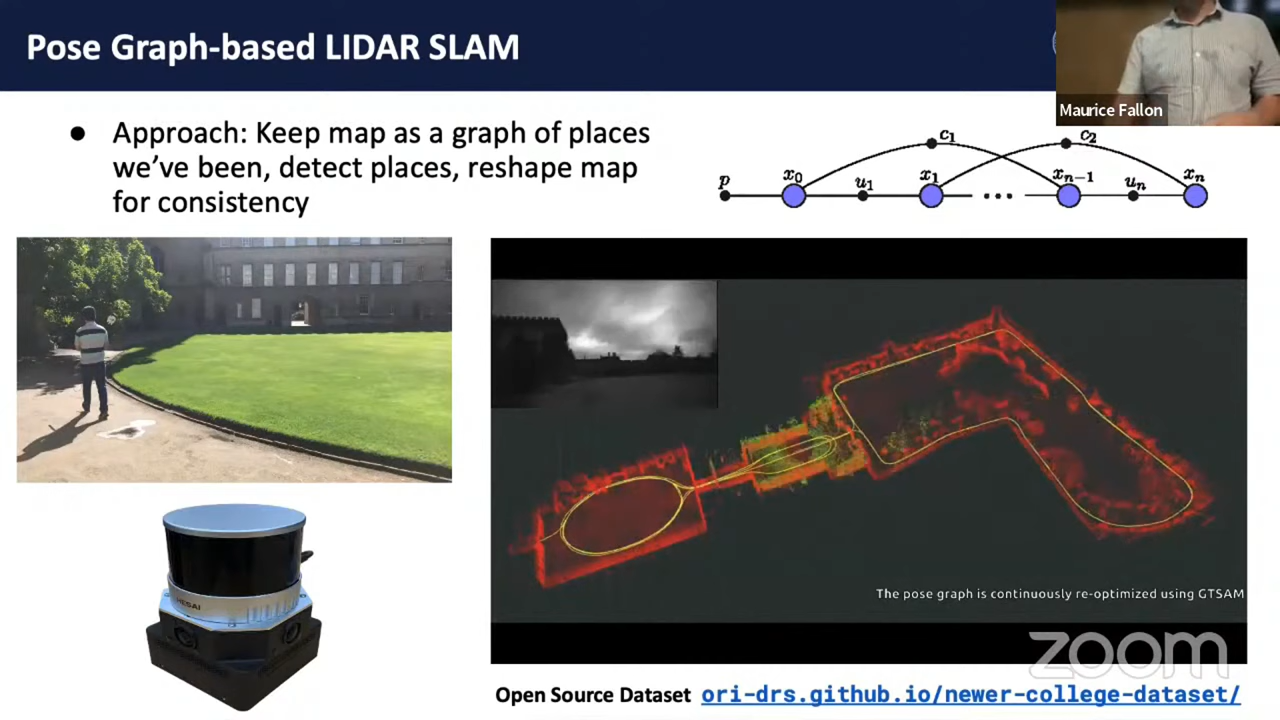 Pose Graph-based LIDAR SLAM
Maurice Fallon
● Approach: Keep map as a graph of places
we've been, detect places, reshape map
for consistency
c₁ c₂
p x₀ u₁ x₁ ... xₙ₋₁ uₙ xₙ
HESAI
The pose graph is continuously re-optimized using GTSAM
zoom
Open Source Dataset ori-drs.github.io/newer-college-dataset/